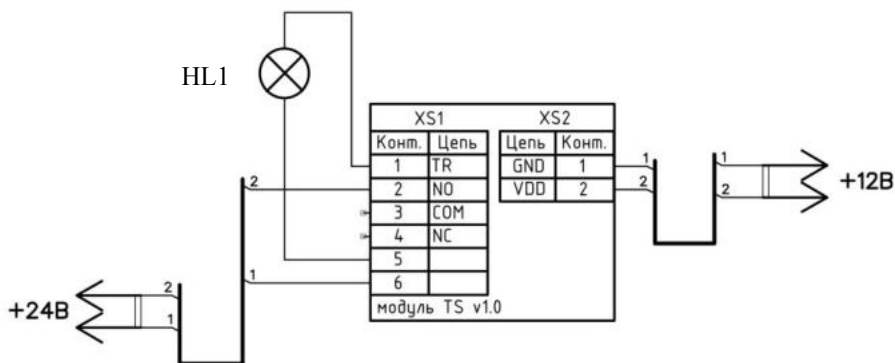 HL1
XS1 XS2
Конт. Цепь Цепь Конт.
1 TR GND 1
2 NO VDD 2
3 COM
4 NC
5
6
модуль TS v1.0
2
1
2
1
+24В
1
2
1
2
+12В